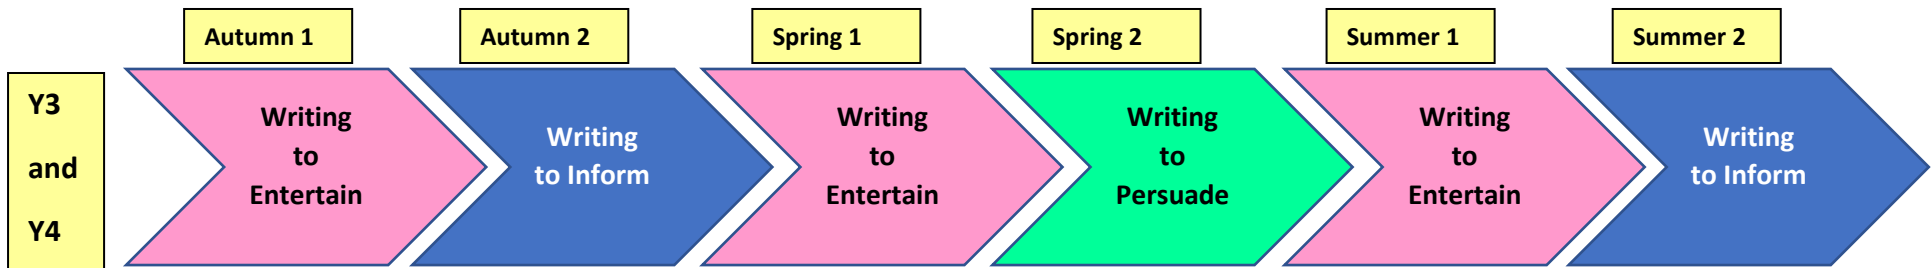 Autumn 1
Autumn 2
Spring 1
Spring 2
Summer 1
Summer 2
Y3
and
Y4
Writing
to
Entertain
Writing
to Inform
Writing
to
Entertain
Writing
to
Persuade
Writing
to
Entertain
Writing
to Inform